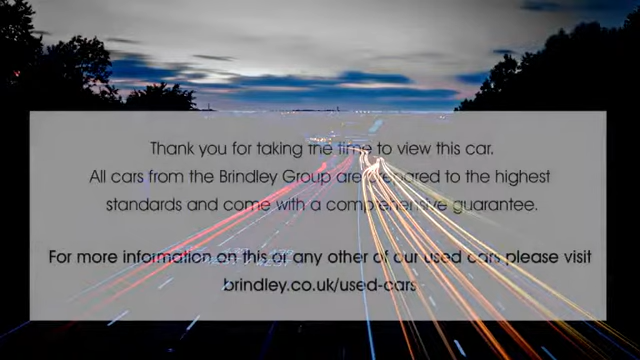 Thank you for taking the time to view this car.
All cars from the Brindley Group are prepared to the highest
standards and come with a comprehensive guarantee.
For more information on this or any other of our used cars please visit
brindley.co.uk/used-cars